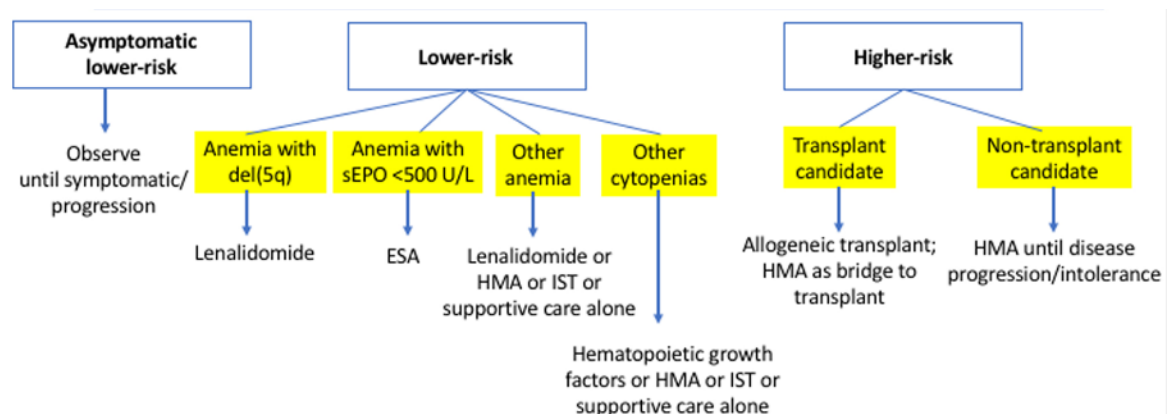 Asymptomatic
lower-risk
Lower-risk
Higher-risk
Observe
until symptomatic/
progression
Anemia with
del(5q)
Anemia with
sEPO <500 U/L
Other
anemia
Other
cytopenias
Transplant
candidate
Non-transplant
candidate
Lenalidomide
ESA
Lenalidomide or
HMA or IST or
supportive care alone
Hematopoietic growth
factors or HMA or IST or
supportive care alone
Allogeneic transplant;
HMA as bridge to
transplant
HMA until disease
progression/intolerance